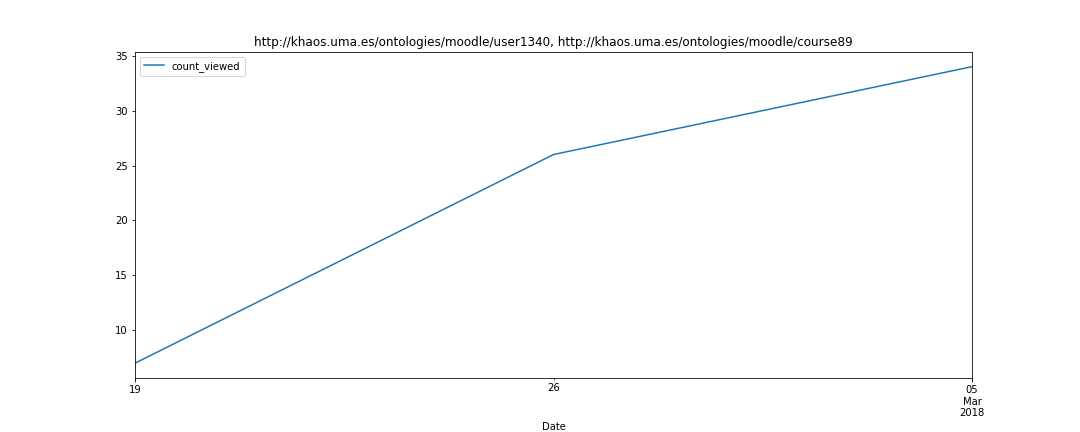 http://khaos.uma.es/ontologies/moodle/user1340, http://khaos.uma.es/ontologies/moodle/course89
count_viewed
35
30
25
20
15
10
19
26
05
Mar
2018
Date